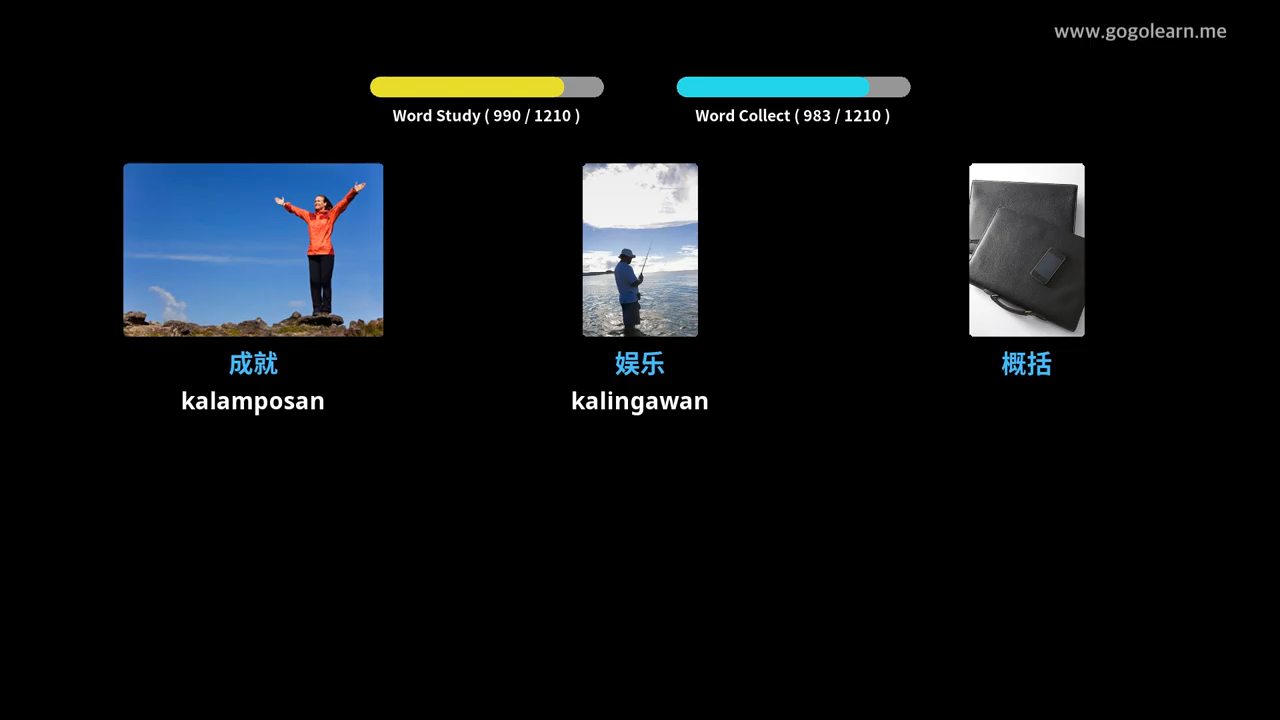 www.gogolearn.me
Word Study ( 990 / 1210 )
Word Collect ( 983 / 1210 )
成就
kalamposan
娱乐
kalingawan
概括